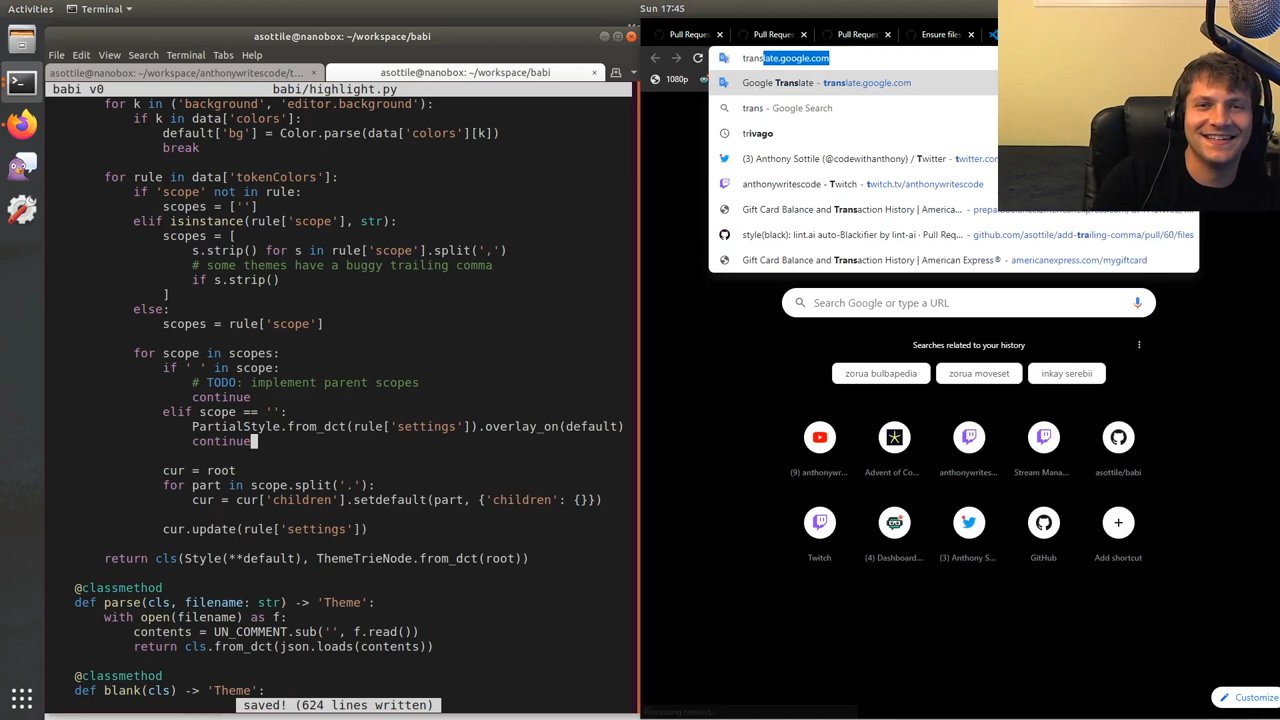 Activities
Terminal
Sun 17:45
asottile@nanobox: ~/workspace/babi
File Edit View Search Terminal Tabs Help
asottile@nanobox: ~/workspace/anthonywritescode/t…
asottile@nanobox: ~/workspace/babi
babi/highlight.py
for k in ('background', 'editor.background'):
if k in data['colors']:
default['bg'] = Color.parse(data['colors'][k])
break
for rule in data['tokenColors']:
if 'scope' not in rule:
scopes = ['']
elif isinstance(rule['scope'], str):
scopes = [
s.strip() for s in rule['scope'].split(',')
# some themes have a buggy trailing comma
if s.strip()
]
else:
scopes = rule['scope']
for scope in scopes:
if ' ' in scope:
# TODO: implement parent scopes
continue
elif scope == '':
PartialStyle.from_dct(rule['settings']).overlay_on(default)
continue
cur = root
for part in scope.split('.'):
cur = cur['children'].setdefault(part, {'children': {}})
cur.update(rule['settings'])
return cls(Style(**default), ThemeTrieNode.from_dct(root))
@classmethod
def parse(cls, filename: str) -> 'Theme':
with open(filename) as f:
contents = UN_COMMENT.sub('', f.read())
return cls.from_dct(json.loads(contents))
@classmethod
def blank(cls) -> 'Theme':
saved! (624 lines written)
Pull Reques
Pull Reques
Pull Reques
Ensure files
translate.google.com
1080p
Google Translate - translate.google.com
trans - Google Search
trivago
(3) Anthony Sottile (@codewithanthony) / Twitter - twitter.com
anthonywritescode - Twitch - twitch.tv/anthonywritescode
Gift Card Balance and Transaction History | America...
style(black): lint.ai auto-Blackifier by lint-ai · Pull Req... - github.com/asottile/add-trailing-comma/pull/60/files
Gift Card Balance and Transaction History | American Express® - americanexpress.com/mygiftcard
Search Google or type a URL
Searches related to your history
zorua bulbapedia
zorua moveset
inkay serebii
(9) anthonywr...
Advent of Co...
anthonywrites...
Stream Mana...
asottile/babi
Twitch
(4) Dashboard...
(3) Anthony S...
GitHub
Add shortcut
Customize
Processing request...